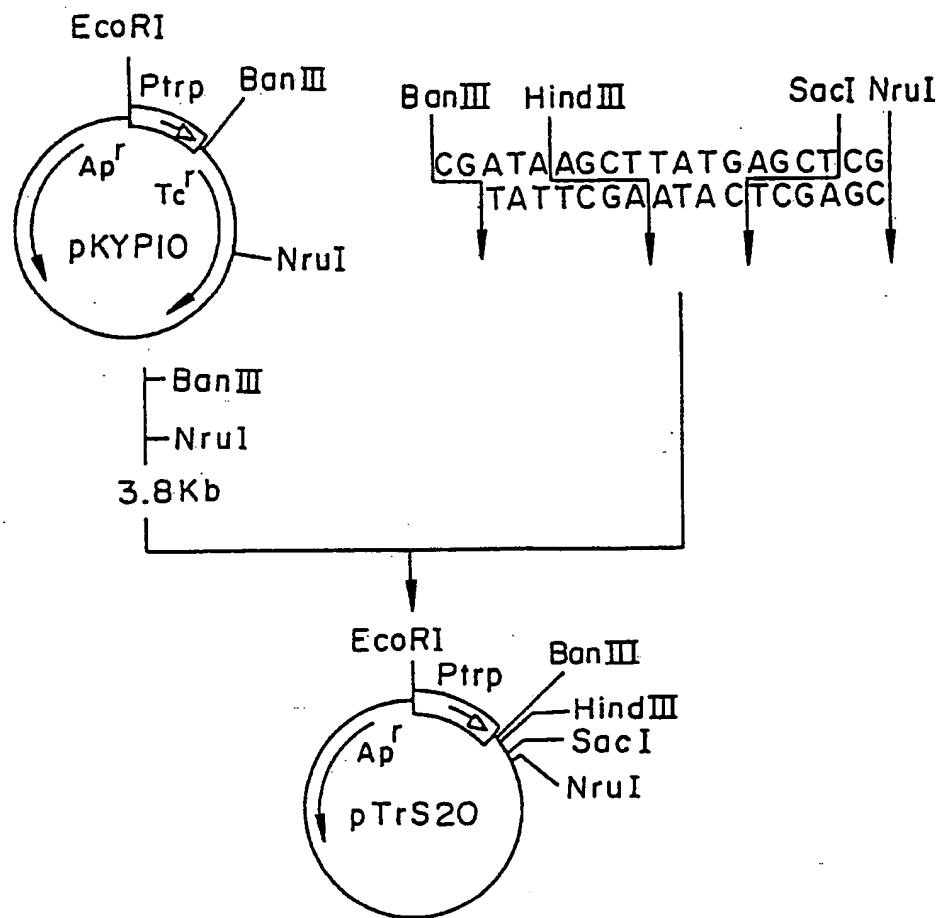 EcoRI
Ptrp
BanIII
Apʳ
Tcʳ
pKYP10
NruI
BanIII HindIII SacI NruI
CGATAAGCTTATGAGCTCG
TATTCGAATACTCGAGC
BanIII
NruI
3.8Kb
EcoRI
Ptrp
BanIII
HindIII
SacI
NruI
Apʳ
pTrS20